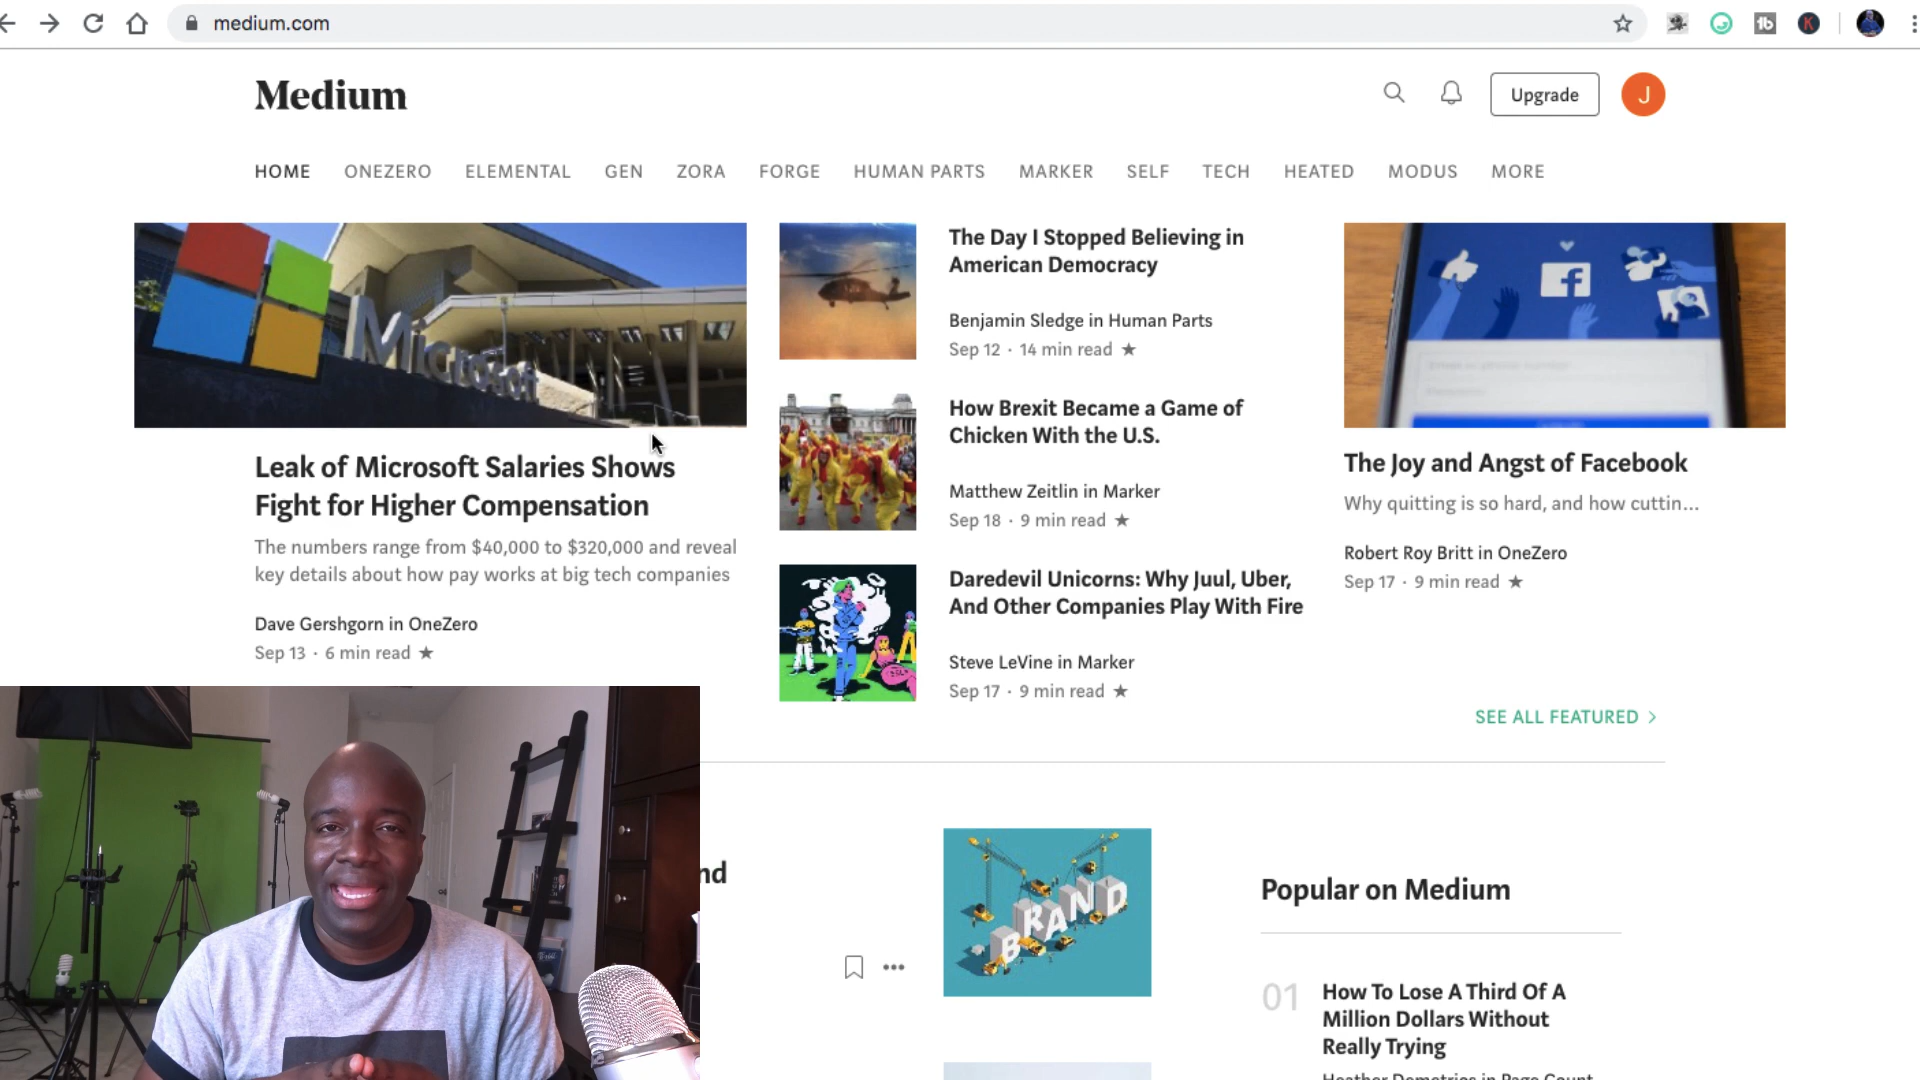 medium.com
Medium
Upgrade
J
HOME ONEZERO ELEMENTAL GEN ZORA FORGE HUMAN PARTS MARKER SELF TECH HEATED MODUS MORE
Microsoft
Leak of Microsoft Salaries Shows
Fight for Higher Compensation
The numbers range from $40,000 to $320,000 and reveal
key details about how pay works at big tech companies
Dave Gershgorn in OneZero
Sep 13 · 6 min read ★
The Day I Stopped Believing in
American Democracy
Benjamin Sledge in Human Parts
Sep 12 · 14 min read ★
How Brexit Became a Game of
Chicken With the U.S.
Matthew Zeitlin in Marker
Sep 18 · 9 min read ★
Daredevil Unicorns: Why Juul, Uber,
And Other Companies Play With Fire
Steve LeVine in Marker
Sep 17 · 9 min read ★
The Joy and Angst of Facebook
Why quitting is so hard, and how cuttin...
Robert Roy Britt in OneZero
Sep 17 · 9 min read ★
SEE ALL FEATURED
nd
BRAND
Popular on Medium
01
How To Lose A Third Of A
Million Dollars Without
Really Trying
Heather Demetrios in Page Count